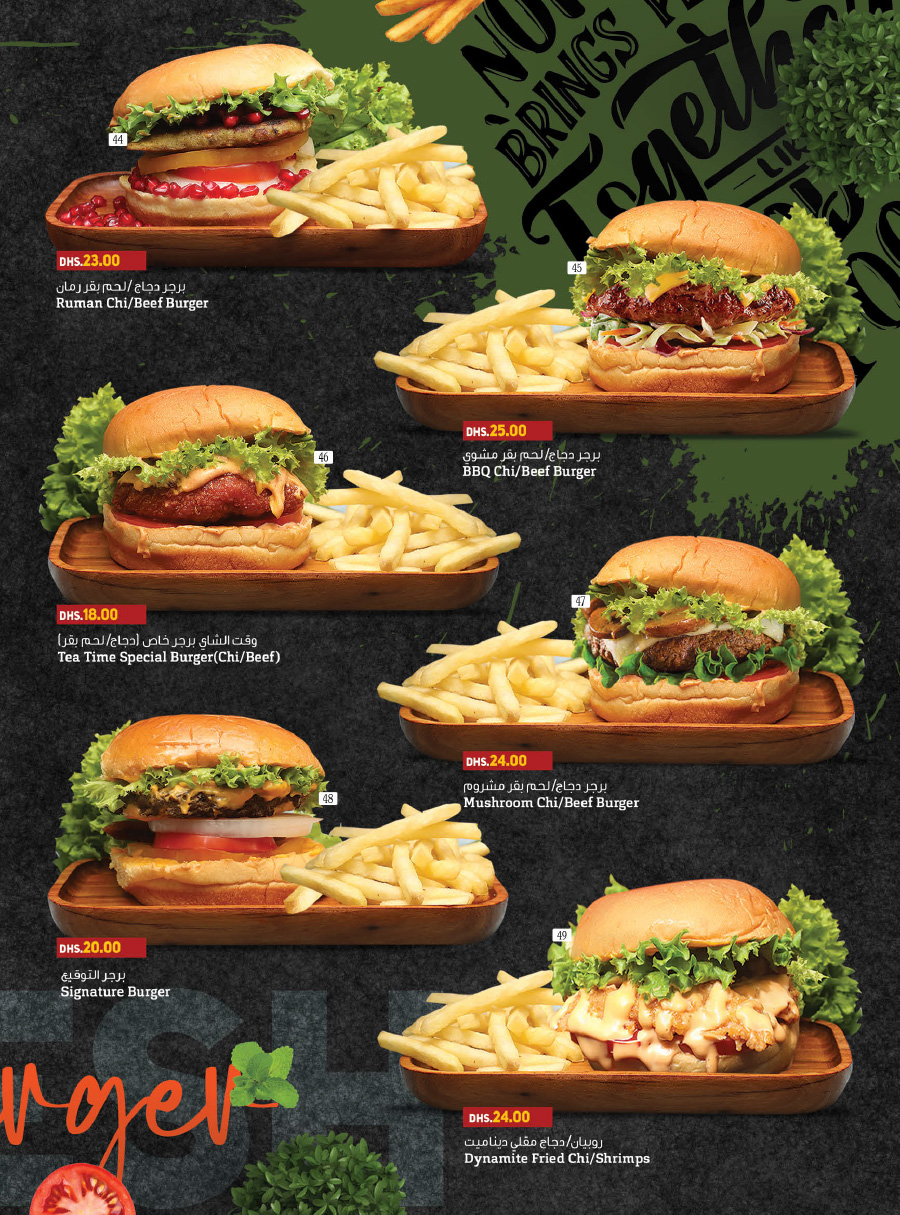 NOT
BRINGS
Together
44
DHS.23.00
برجر دجاج /لحم بقر رمان
Ruman Chi/Beef Burger
45
DHS.25.00
برجر دجاج/لحم بقر مشوي
BBQ Chi/Beef Burger
46
DHS.18.00
وقت الشاي برجر خاص (دجاج/لحم بقر)
Tea Time Special Burger(Chi/Beef)
47
DHS.24.00
برجر دجاج/لحم بقر مشروم
Mushroom Chi/Beef Burger
48
DHS.20.00
برجر التوقيع
Signature Burger
49
DHS.24.00
روبيان/دجاج مقلي ديناميت
Dynamite Fried Chi/Shrimps
ESH
rger